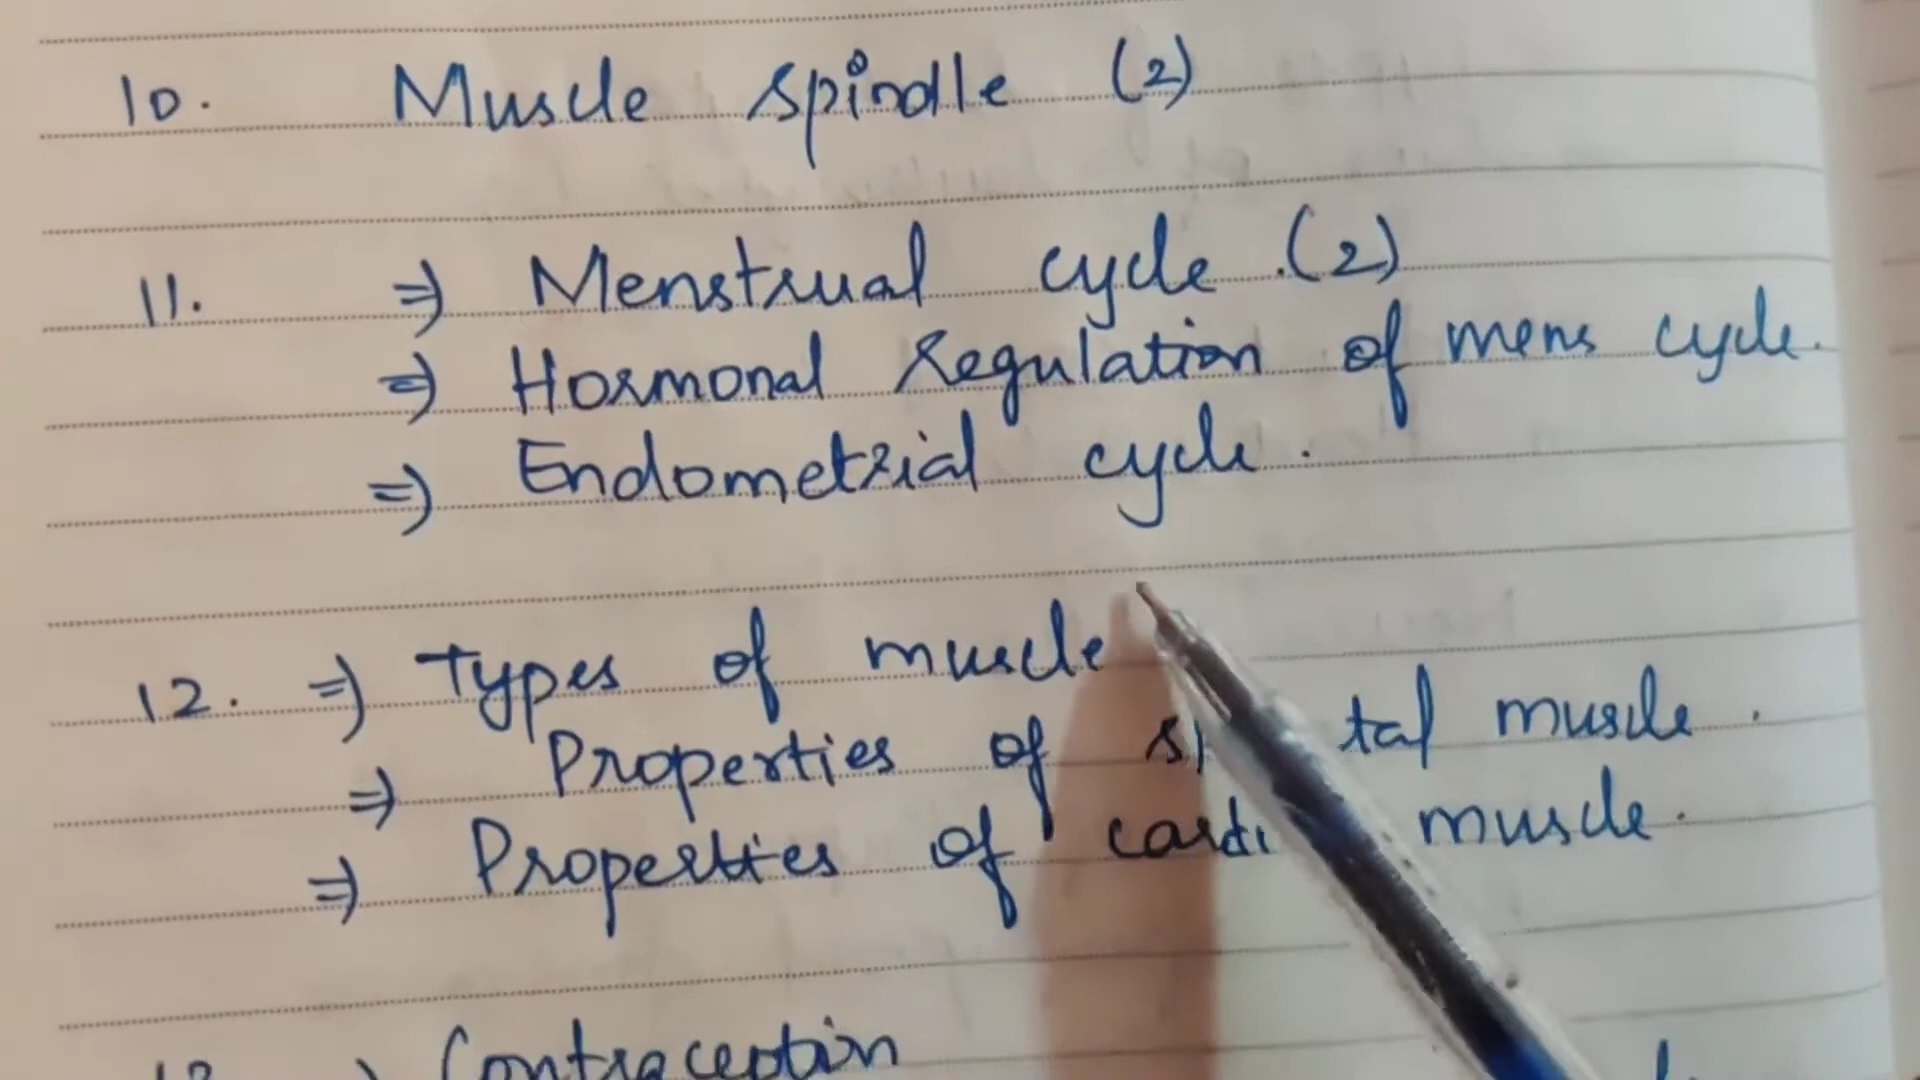 10. Muscle spindle (2)
11. ⇒ Menstrual cycle.(2)
⇒ Hormonal Regulation of mens cycle.
⇒ Endometrial cycle.
12. ⇒ Types of muscle
⇒ Properties of muscle.
⇒ Properties of muscle.
Contraception